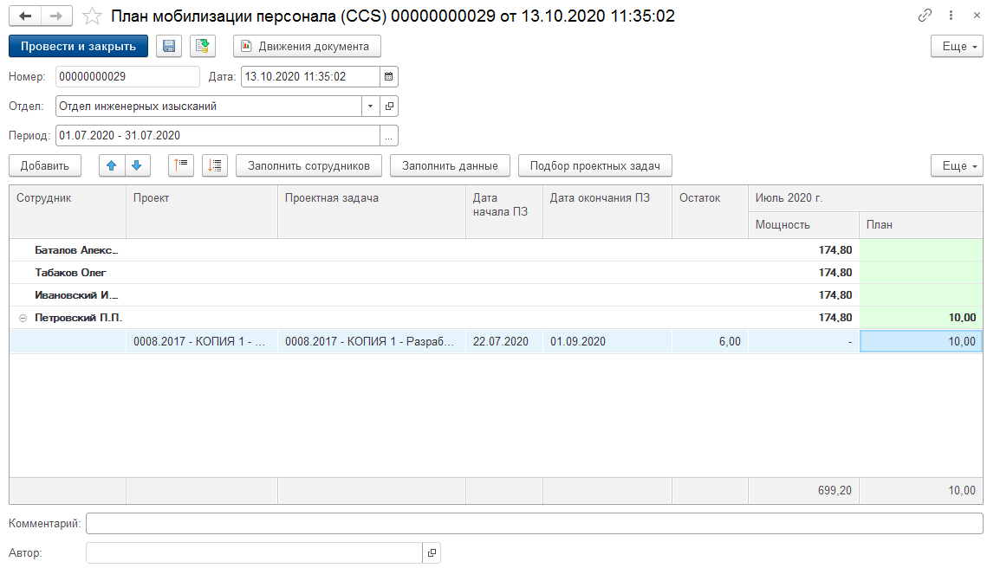 План мобилизации персонала (CCS) 00000000029 от 13.10.2020 11:35:02
Провести и закрыть Движения документа Еще
Номер: 00000000029 Дата: 13.10.2020 11:35:02
Отдел: Отдел инженерных изысканий
Период: 01.07.2020 - 31.07.2020 ...
Добавить Заполнить сотрудников Заполнить данные Подбор проектных задач Еще
Сотрудник Проект Проектная задача Дата начала ПЗ Дата окончания ПЗ Остаток Июль 2020 г.
Мощность План
Баталов Алекс... 174,80
Табаков Олег 174,80
Ивановский И.... 174,80
Петровский П.П. 174,80 10,00
0008.2017 - КОПИЯ 1 - ... 0008.2017 - КОПИЯ 1 - Разраб... 22.07.2020 01.09.2020 6,00 - 10,00
699,20 10,00
Комментарий:
Автор: